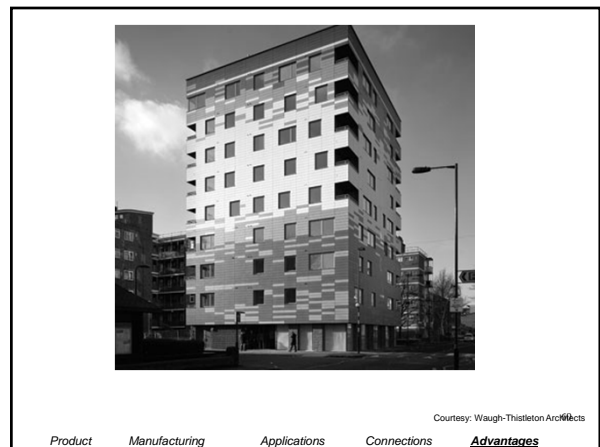 Courtesy: Waugh-Thistleton Architects
Product Manufacturing Applications Connections Advantages